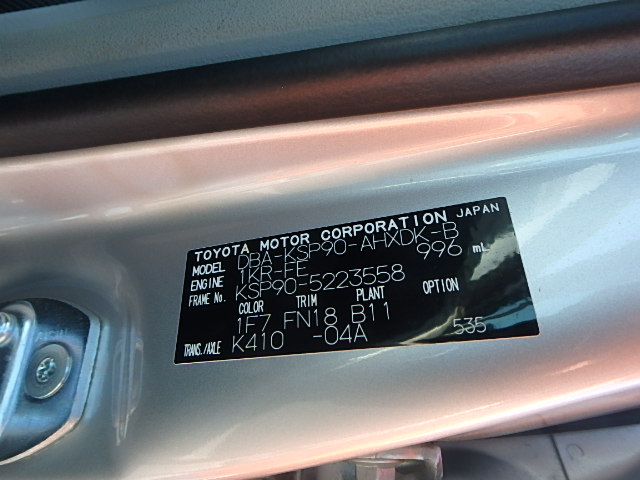 TOYOTA MOTOR CORPORATION JAPAN
MODEL DBA-KSP90-AHXDK-B
ENGINE 1KR-FE 996 mL
FRAME No. KSP90-5223558
COLOR TRIM PLANT OPTION
1F7 FN18 B11
TRANS./AXLE K410 -04A 535